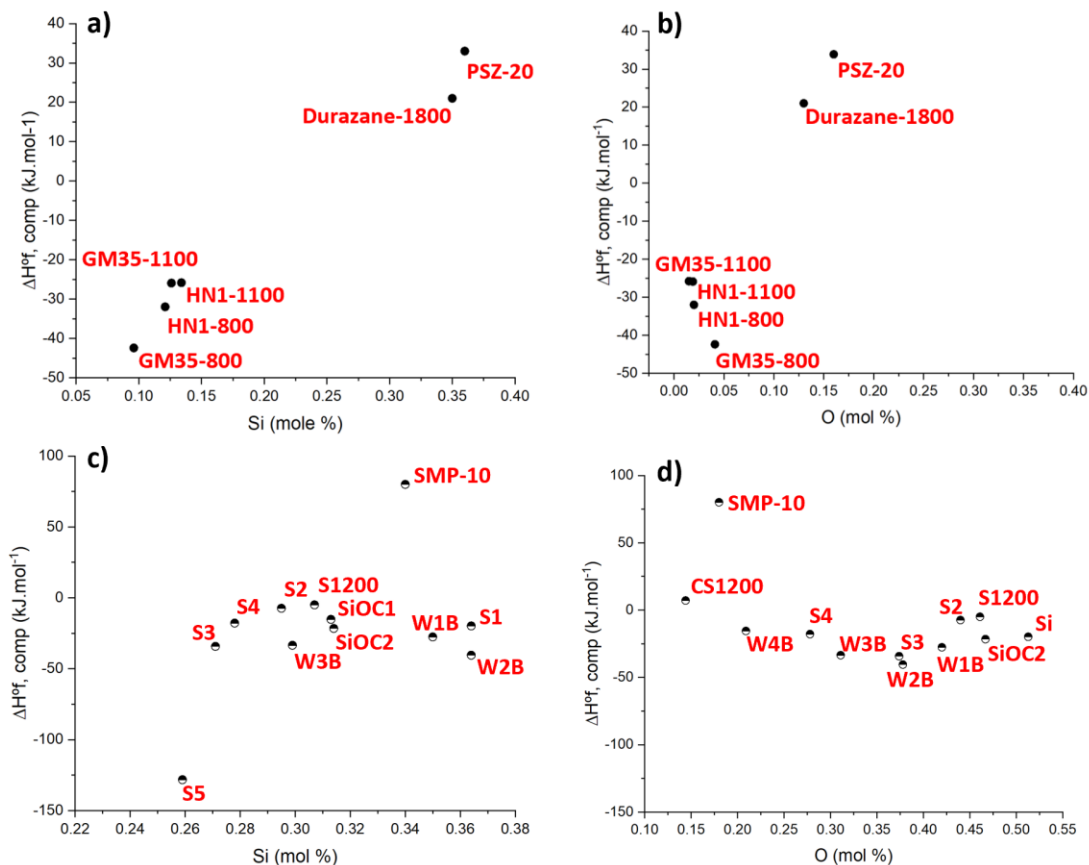 a)
40
30
20
10
0
-10
-20
-30
-40
-50
ΔHºf, comp (kJ.mol-1)
PSZ-20
Durazane-1800
GM35-1100
HN1-1100
HN1-800
GM35-800
0.05 0.10 0.15 0.20 0.25 0.30 0.35 0.40
Si (mole %)
b)
40
35
30
25
20
15
10
5
0
-5
-10
-15
-20
-25
-30
-35
-40
-45
-50
ΔHºf, comp (kJ.mol⁻¹)
PSZ-20
Durazane-1800
GM35-1100
HN1-1100
HN1-800
GM35-800
0.00 0.05 0.10 0.15 0.20 0.25 0.30 0.35 0.40
O (mol %)
c)
100
50
0
-50
-100
-150
ΔHºf, comp (kJ.mol⁻¹)
SMP-10
S2
S1200
S4
SiOC1
S1
S3
W1B
SiOC2
W3B
W2B
S5
0.22 0.24 0.26 0.28 0.30 0.32 0.34 0.36 0.38
Si (mol %)
d)
100
50
0
-50
-100
-150
ΔHºf, comp (kJ.mol⁻¹)
SMP-10
CS1200
S1200
S2
S4
Si
W4B
W3B
S3
SiOC2
W1B
W2B
0.10 0.15 0.20 0.25 0.30 0.35 0.40 0.45 0.50 0.55
O (mol %)